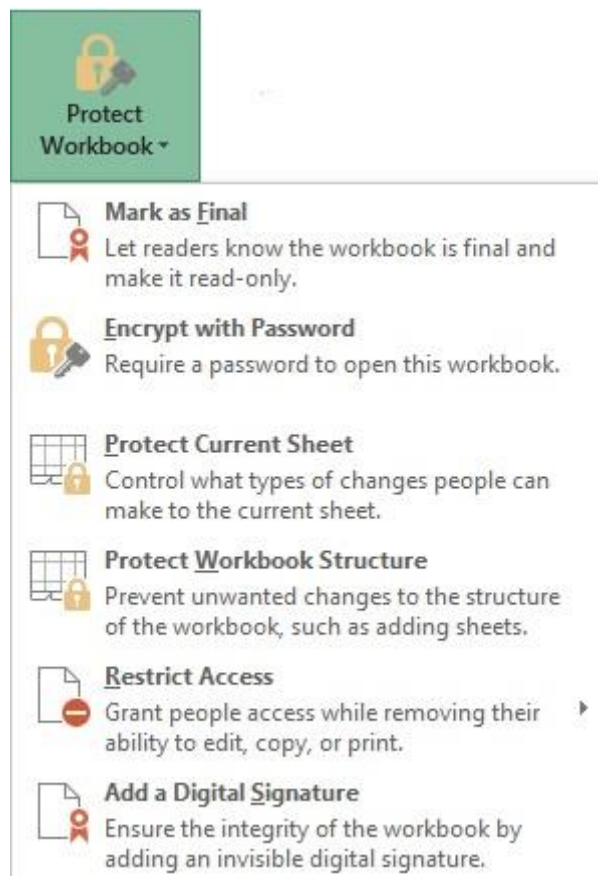 Protect
Workbook
Mark as Final
Let readers know the workbook is final and
make it read-only.
Encrypt with Password
Require a password to open this workbook.
Protect Current Sheet
Control what types of changes people can
make to the current sheet.
Protect Workbook Structure
Prevent unwanted changes to the structure
of the workbook, such as adding sheets.
Restrict Access
Grant people access while removing their
ability to edit, copy, or print.
Add a Digital Signature
Ensure the integrity of the workbook by
adding an invisible digital signature.